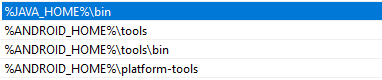 %JAVA_HOME%\bin
%ANDROID_HOME%\tools
%ANDROID_HOME%\tools\bin
%ANDROID_HOME%\platform-tools